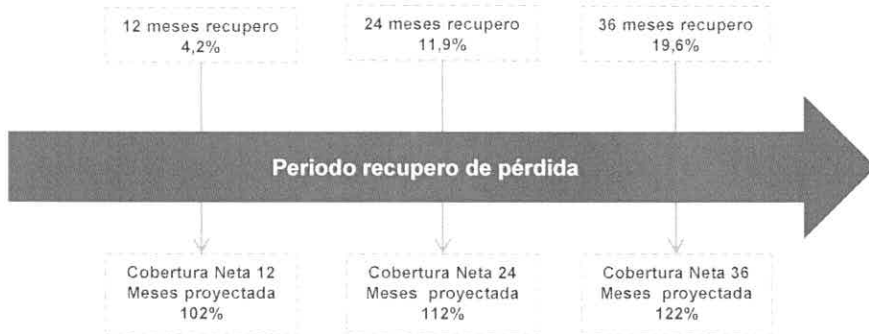 12 meses recupero
4,2%
24 meses recupero
11,9%
36 meses recupero
19,6%
Periodo recupero de pérdida
Cobertura Neta 12
Meses proyectada
102%
Cobertura Neta 24
Meses proyectada
112%
Cobertura Neta 36
Meses proyectada
122%